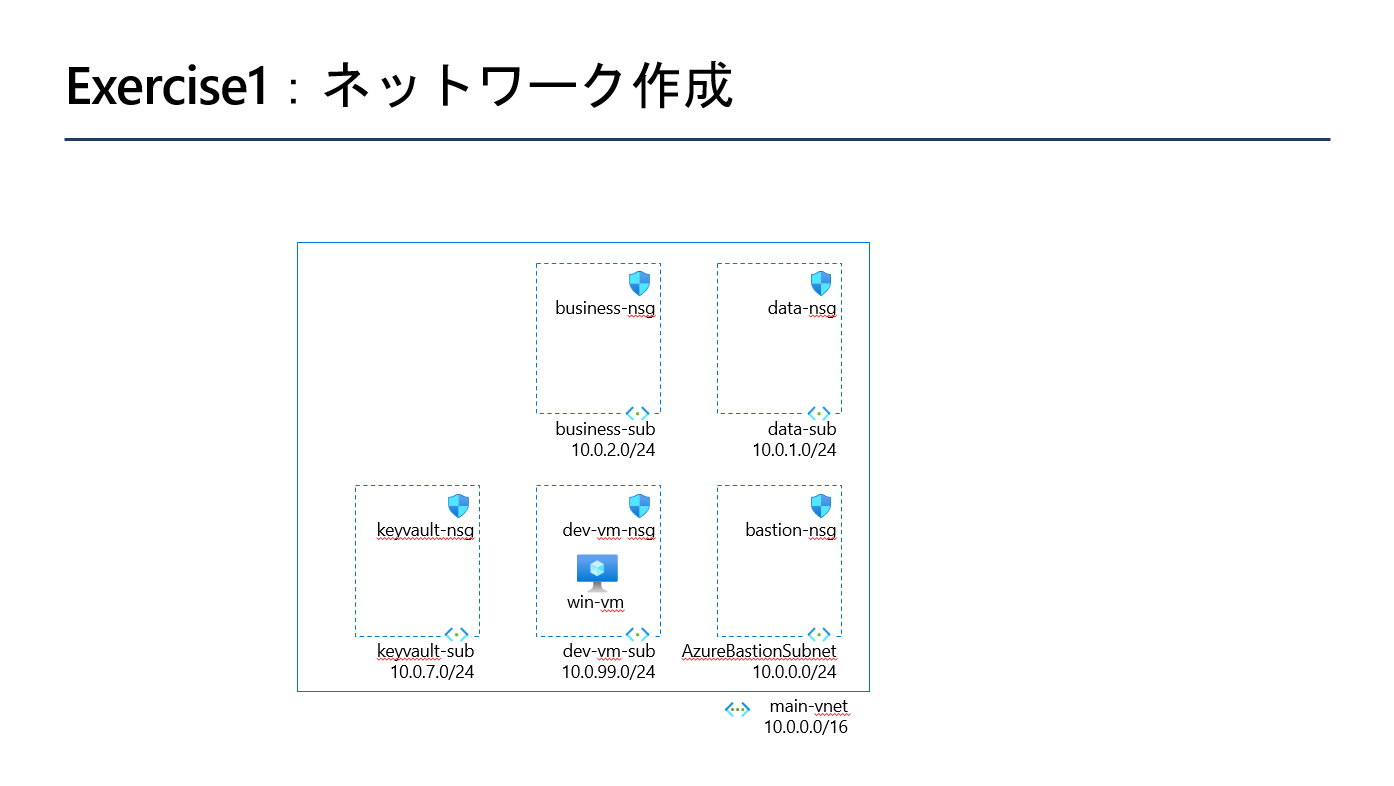 Exercise1：ネットワーク作成
business-nsg
data-nsg
business-sub
10.0.2.0/24
data-sub
10.0.1.0/24
keyvault-nsg
dev-vm-nsg
win-vm
bastion-nsg
keyvault-sub
10.0.7.0/24
dev-vm-sub
10.0.99.0/24
AzureBastionSubnet
10.0.0.0/24
main-vnet
10.0.0.0/16